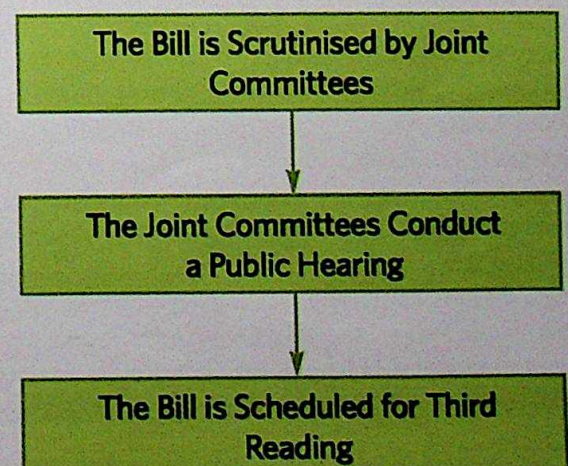 The Bill is Scrutinised by Joint
Committees
The Joint Committees Conduct
a Public Hearing
The Bill is Scheduled for Third
Reading